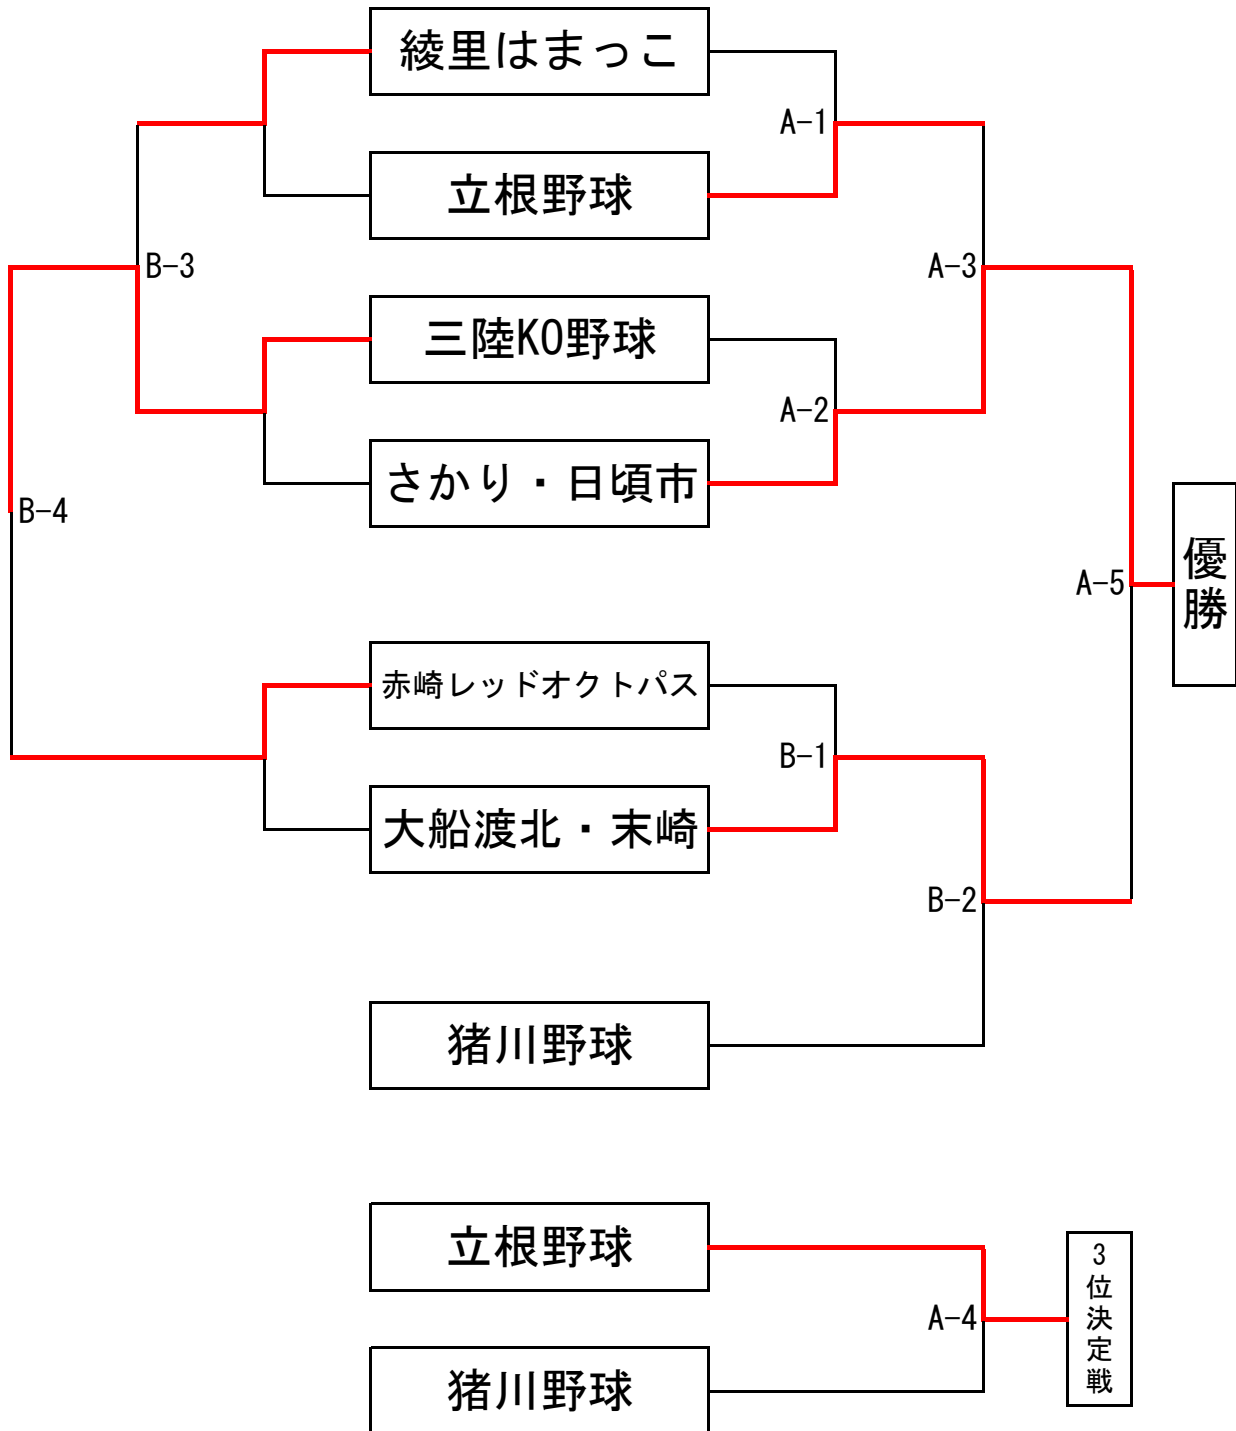 綾里はまっこ
A-1
立根野球
B-3
A-3
三陸KO野球
A-2
さかり・日頃市
B-4
優勝
A-5
赤崎レッドオクトパス
B-1
大船渡北・末崎
B-2
猪川野球
立根野球
3位決定戦
A-4
猪川野球